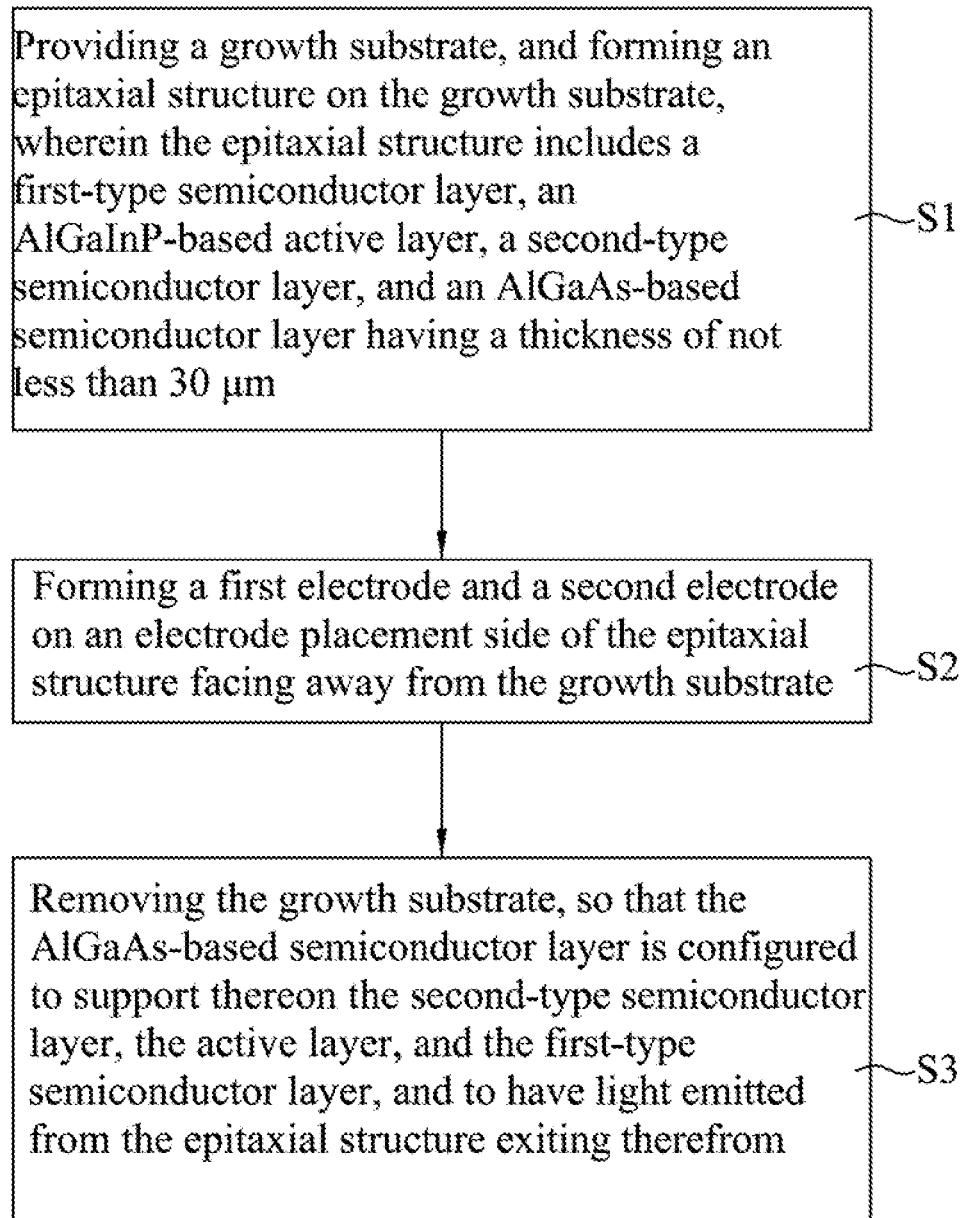 Providing a growth substrate, and forming an
epitaxial structure on the growth substrate,
wherein the epitaxial structure includes a
first-type semiconductor layer, an
AlGaInP-based active layer, a second-type
semiconductor layer, and an AlGaAs-based
semiconductor layer having a thickness of not
less than 30 μm
S1
Forming a first electrode and a second electrode
on an electrode placement side of the epitaxial
structure facing away from the growth substrate
S2
Removing the growth substrate, so that the
AlGaAs-based semiconductor layer is configured
to support thereon the second-type semiconductor
layer, the active layer, and the first-type
semiconductor layer, and to have light emitted
from the epitaxial structure exiting therefrom
S3